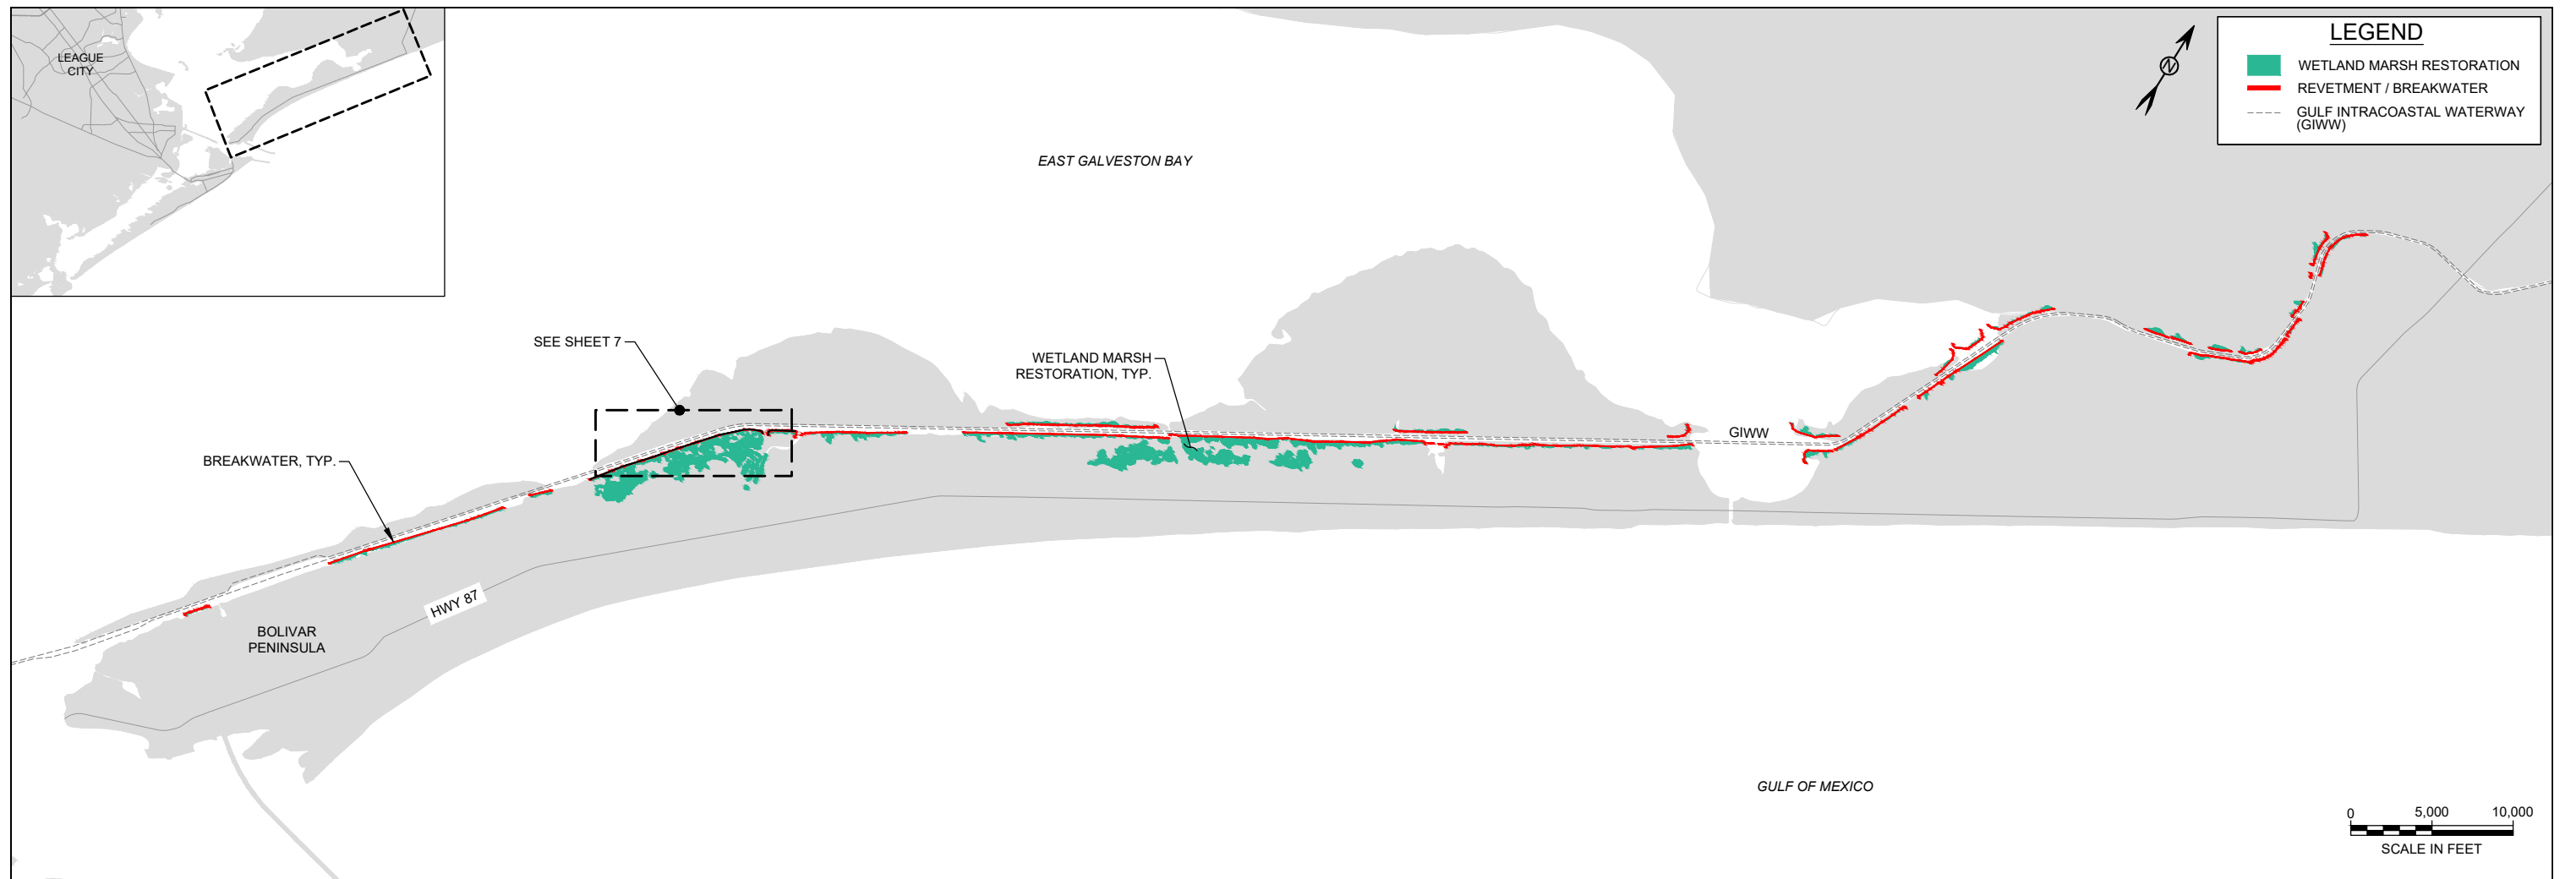 LEAGUE
CITY
LEGEND
WETLAND MARSH RESTORATION
REVETMENT / BREAKWATER
GULF INTRACOASTAL WATERWAY
(GIWW)
N
EAST GALVESTON BAY
SEE SHEET 7
WETLAND MARSH
RESTORATION, TYP.
GIWW
BREAKWATER, TYP.
HWY 87
BOLIVAR
PENINSULA
GULF OF MEXICO
0 5,000 10,000
SCALE IN FEET